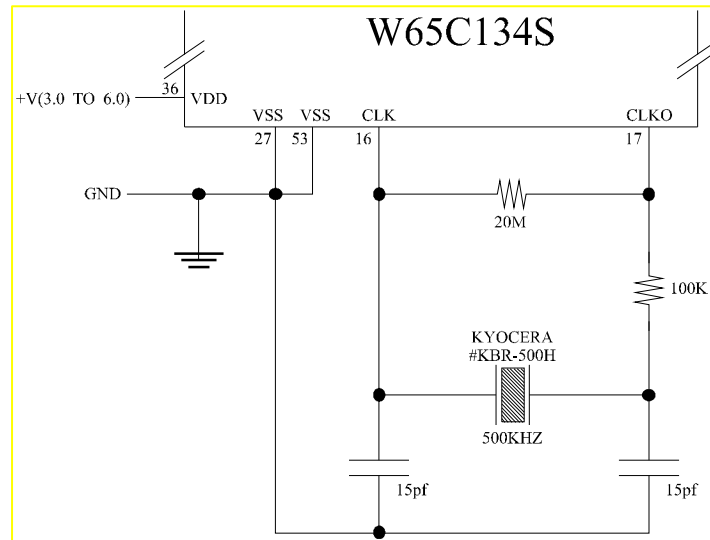 W65C134S
+V(3.0 TO 6.0)
36
VDD
VSS
VSS
CLK
CLKO
27
53
16
17
GND
20M
100K
KYOCERA
#KBR-500H
500KHZ
15pf
15pf